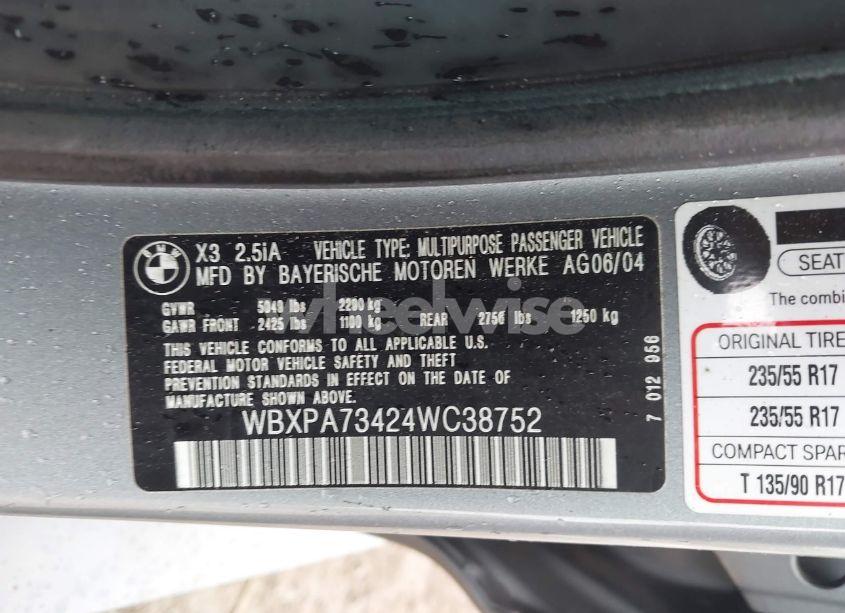 BMW
X3 2.5iA VEHICLE TYPE: MULTIPURPOSE PASSENGER VEHICLE
MFD BY BAYERISCHE MOTOREN WERKE AG06/04
GVWR 5049 lbs 2290 kg
GAWR FRONT 2425 lbs 1100 kg REAR 2756 lbs 1250 kg
THIS VEHICLE CONFORMS TO ALL APPLICABLE U.S.
FEDERAL MOTOR VEHICLE SAFETY AND THEFT
PREVENTION STANDARDS IN EFFECT ON THE DATE OF
MANUFACTURE SHOWN ABOVE.
WBXPA73424WC38752
7 012 956
wheelwise
SEAT
The combi
ORIGINAL TIRE
235/55 R17
235/55 R17
COMPACT SPAR
T 135/90 R17